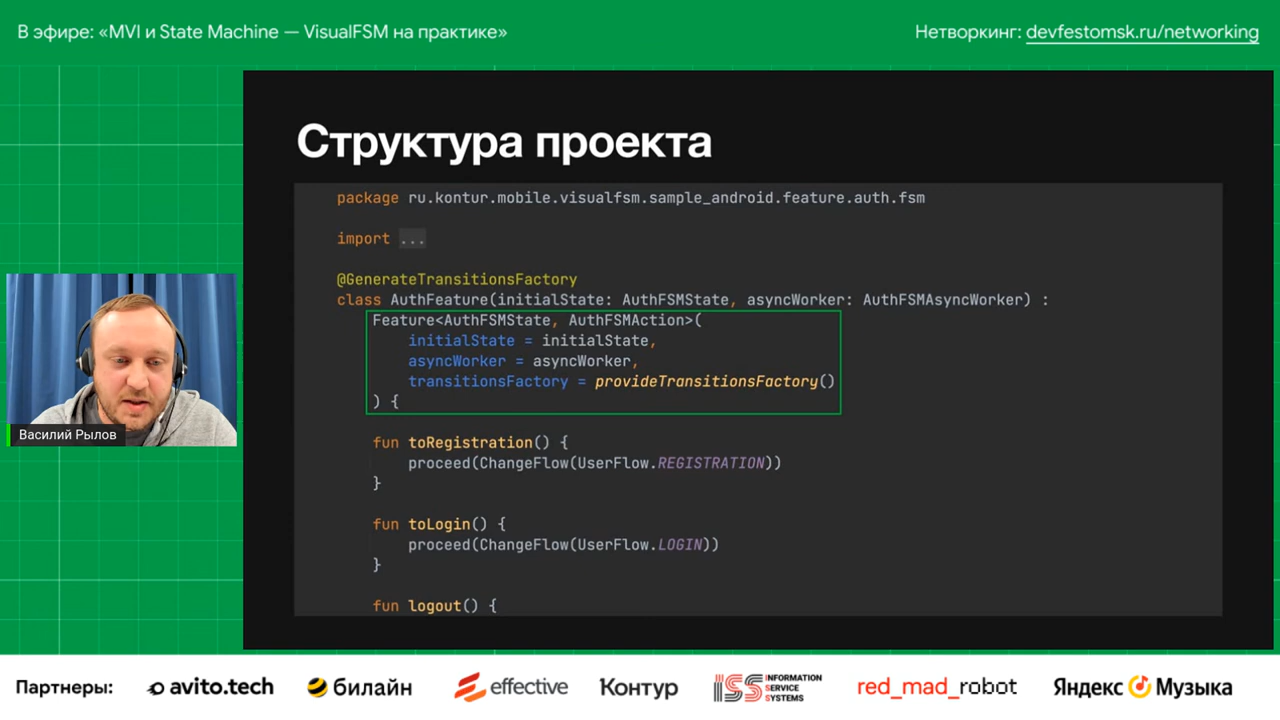 В эфире: «MVI и State Machine — VisualFSM на практике»
Нетворкинг: devfestomsk.ru/networking
Структура проекта
package ru.kontur.mobile.visualfsm.sample_android.feature.auth.fsm
import ...
@GenerateTransitionsFactory
class AuthFeature(initialState: AuthFSMState, asyncWorker: AuthFSMAsyncWorker) :
Feature<AuthFSMState, AuthFSMAction>(
initialState = initialState,
asyncWorker = asyncWorker,
transitionsFactory = provideTransitionsFactory()
) {
fun toRegistration() {
proceed(ChangeFlow(UserFlow.REGISTRATION))
}
fun toLogin() {
proceed(ChangeFlow(UserFlow.LOGIN))
}
fun logout() {
Василий Рылов
Партнеры:
avito.tech
билайн
effective
Контур
ISS INFORMATION
SERVICE
SYSTEMS
red_mad_robot
Яндекс Музыка